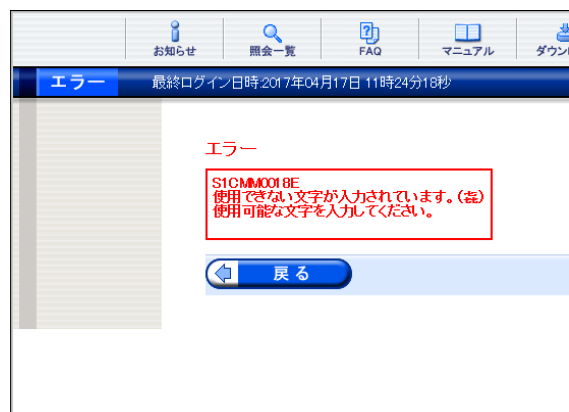 お知らせ 照会一覧 FAQ マニュアル
エラー 最終ログイン日時:2017年04月17日 11時24分18秒
エラー
S1CMM0018E
使用できない文字が入力されています。(㐂)
使用可能な文字を入力してください。
戻る